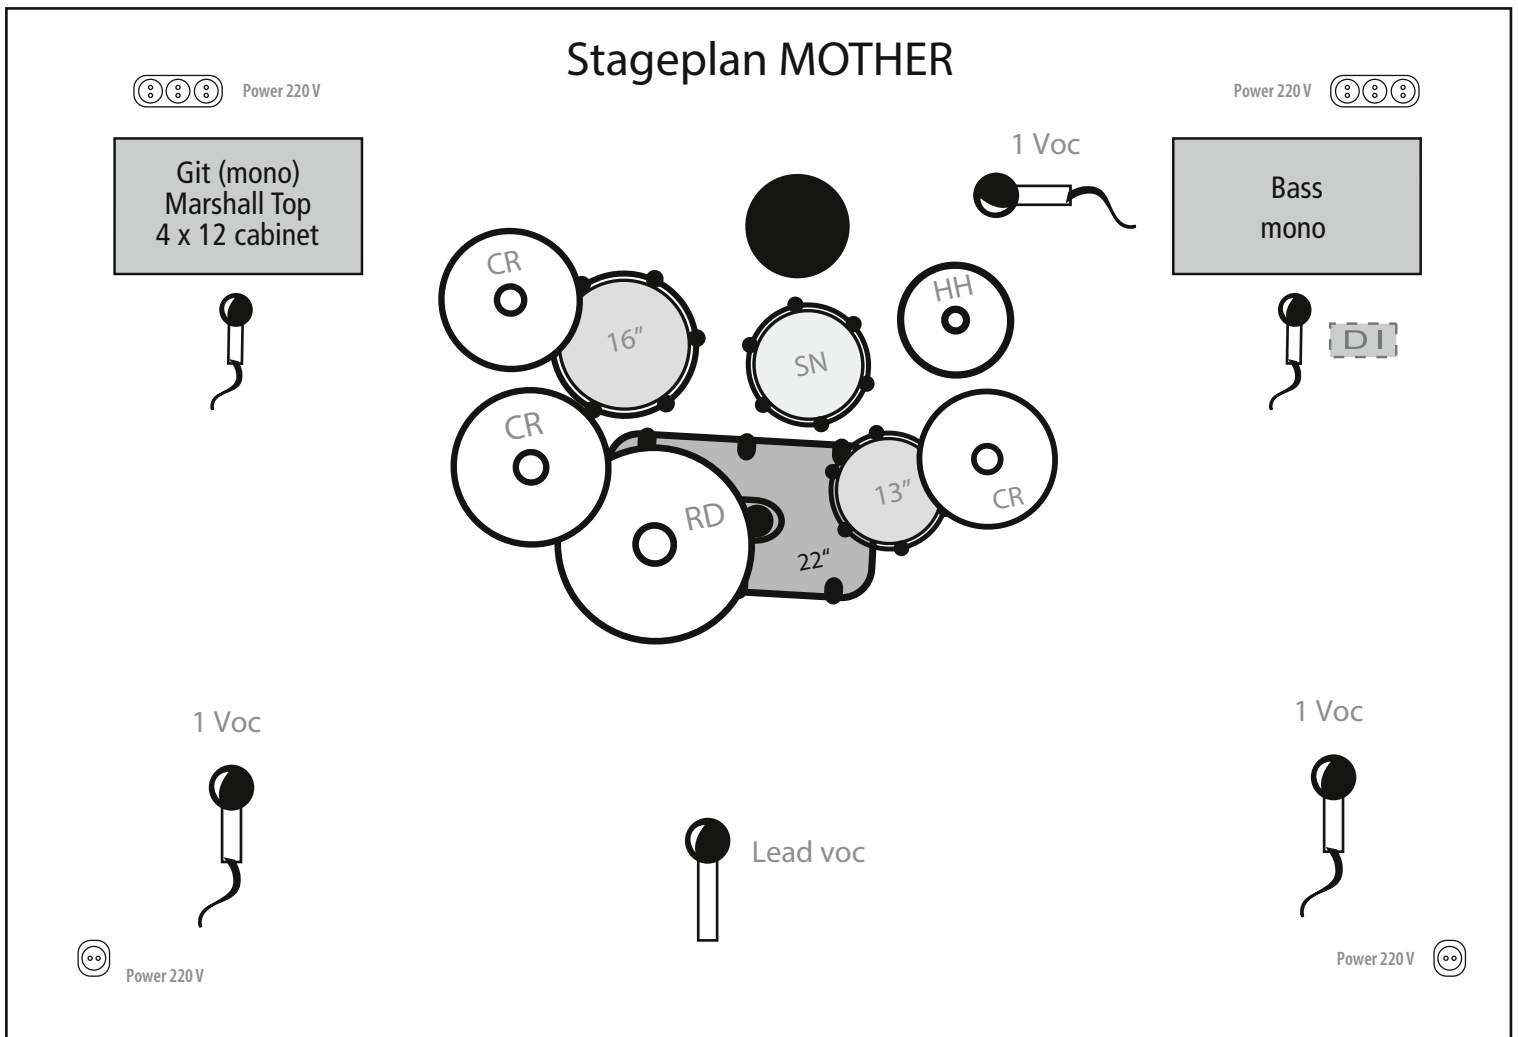 Stageplan MOTHER
Power 220 V
Power 220 V
1 Voc
Git (mono)
Marshall Top
4 x 12 cabinet
Bass
mono
CR
HH
16"
SN
DI
CR
13"
CR
RD
22"
1 Voc
1 Voc
Lead voc
Power 220 V
Power 220 V